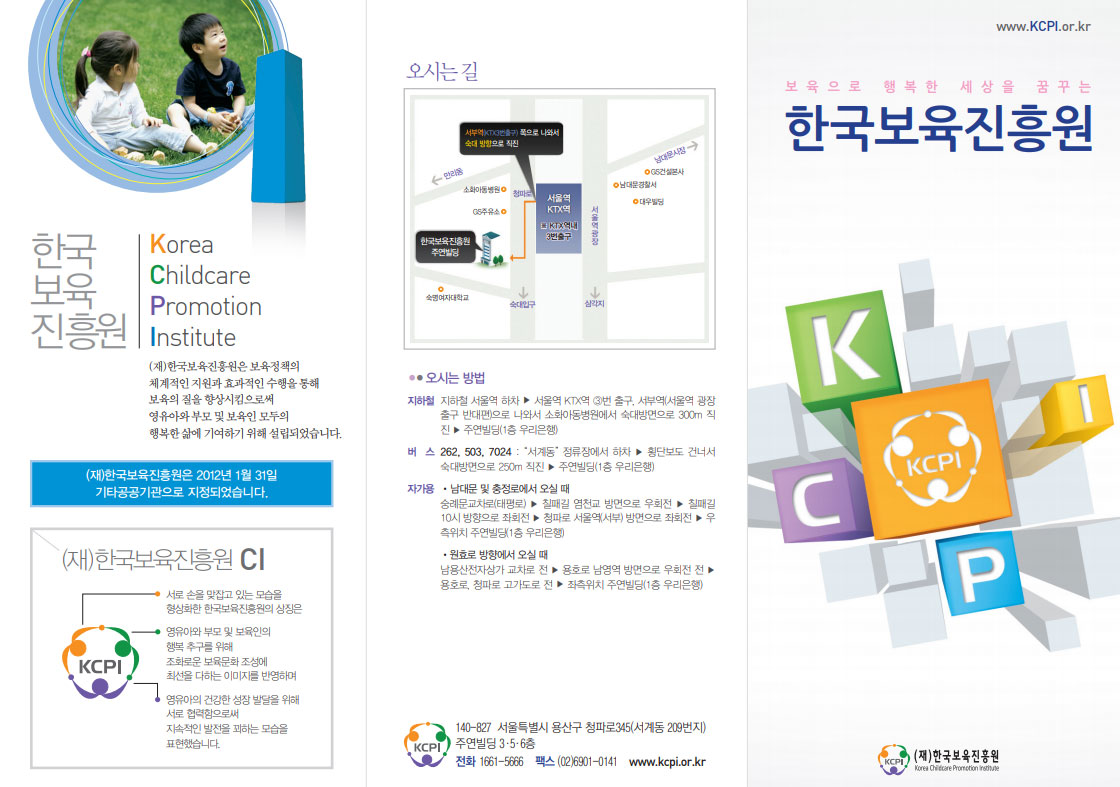 한국
보육
진흥원
Korea
Childcare
Promotion
Institute
(재)한국보육진흥원은 보육정책의
체계적인 지원과 효과적인 수행을 통해
보육의 질을 향상시킴으로써
영유아와 부모 및 보육인 모두의
행복한 삶에 기여하기 위해 설립되었습니다.
(재)한국보육진흥원은 2012년 1월 31일
기타공공기관으로 지정되었습니다.
(재)한국보육진흥원 CI
서로 손을 맞잡고 있는 모습을
형상화한 한국보육진흥원의 상징은
영유아와 부모 및 보육인의
행복 추구를 위해
조화로운 보육문화 조성에
최선을 다하는 이미지를 반영하며
영유아의 건강한 성장 발달을 위해
서로 협력함으로써
지속적인 발전을 꾀하는 모습을
표현했습니다.
KCPI
오시는 길
서부역(KTX3번출구) 쪽으로 나와서
숙대 방향으로 직진
만리동
소화아동병원
청파로
GS주유소
서울역
KTX역
※ KTX역내
3번출구
서울역광장
남대문시장
GS건설본사
남대문경찰서
대우빌딩
한국보육진흥원
주연빌딩
숙명여자대학교
숙대입구
삼각지
오시는 방법
지하철 지하철 서울역 하차 ▶ 서울역 KTX역 ③번 출구, 서부역(서울역 광장
출구 반대편)으로 나와서 소화아동병원에서 숙대방면으로 300m 직
진 ▶ 주연빌딩(1층 우리은행)
버 스 262, 503, 7024 : "서계동" 정류장에서 하차 ▶ 횡단보도 건너서
숙대방면으로 250m 직진 ▶ 주연빌딩(1층 우리은행)
자가용 • 남대문 및 충정로에서 오실 때
숭례문교차로(태평로) ▶ 칠패길 염천교 방면으로 우회전 ▶ 칠패길
10시 방향으로 좌회전 ▶ 청파로 서울역(서부) 방면으로 좌회전 ▶ 우
측위치 주연빌딩(1층 우리은행)
• 원효로 방향에서 오실 때
남용산전자상가 교차로 전 ▶ 용호로 남영역 방면으로 우회전 전 ▶
용호로, 청파로 고가도로 전 ▶ 좌측위치 주연빌딩(1층 우리은행)
KCPI
140-827 서울특별시 용산구 청파로345(서계동 209번지)
주연빌딩 3·5·6층
전화 1661-5666 팩스 (02)6901-0141 www.kcpi.or.kr
www.KCPI.or.kr
보육으로 행복한 세상을 꿈꾸는
한국보육진흥원
K
C
KCPI
I
P
KCPI
(재)한국보육진흥원
Korea Childcare Promotion Institute